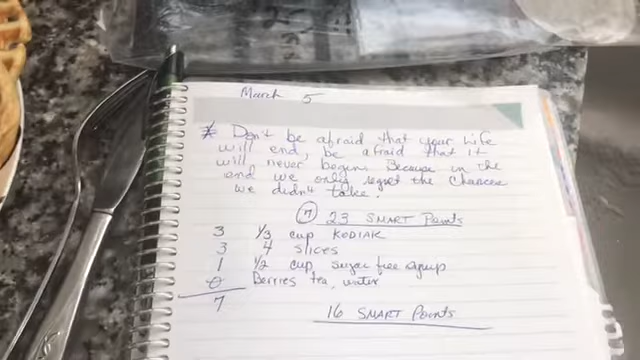 March 5
* Don't be afraid that your Life
will end, be afraid that it
will never begin. Because in the
end we only regret the Chances
we didn't take!
7 23 SMART Points
3 1/3 cup KODIAK
3 4 slices
1 1/2 cup sugar free syrup
0 Berries tea, water
7
16 SMART Points